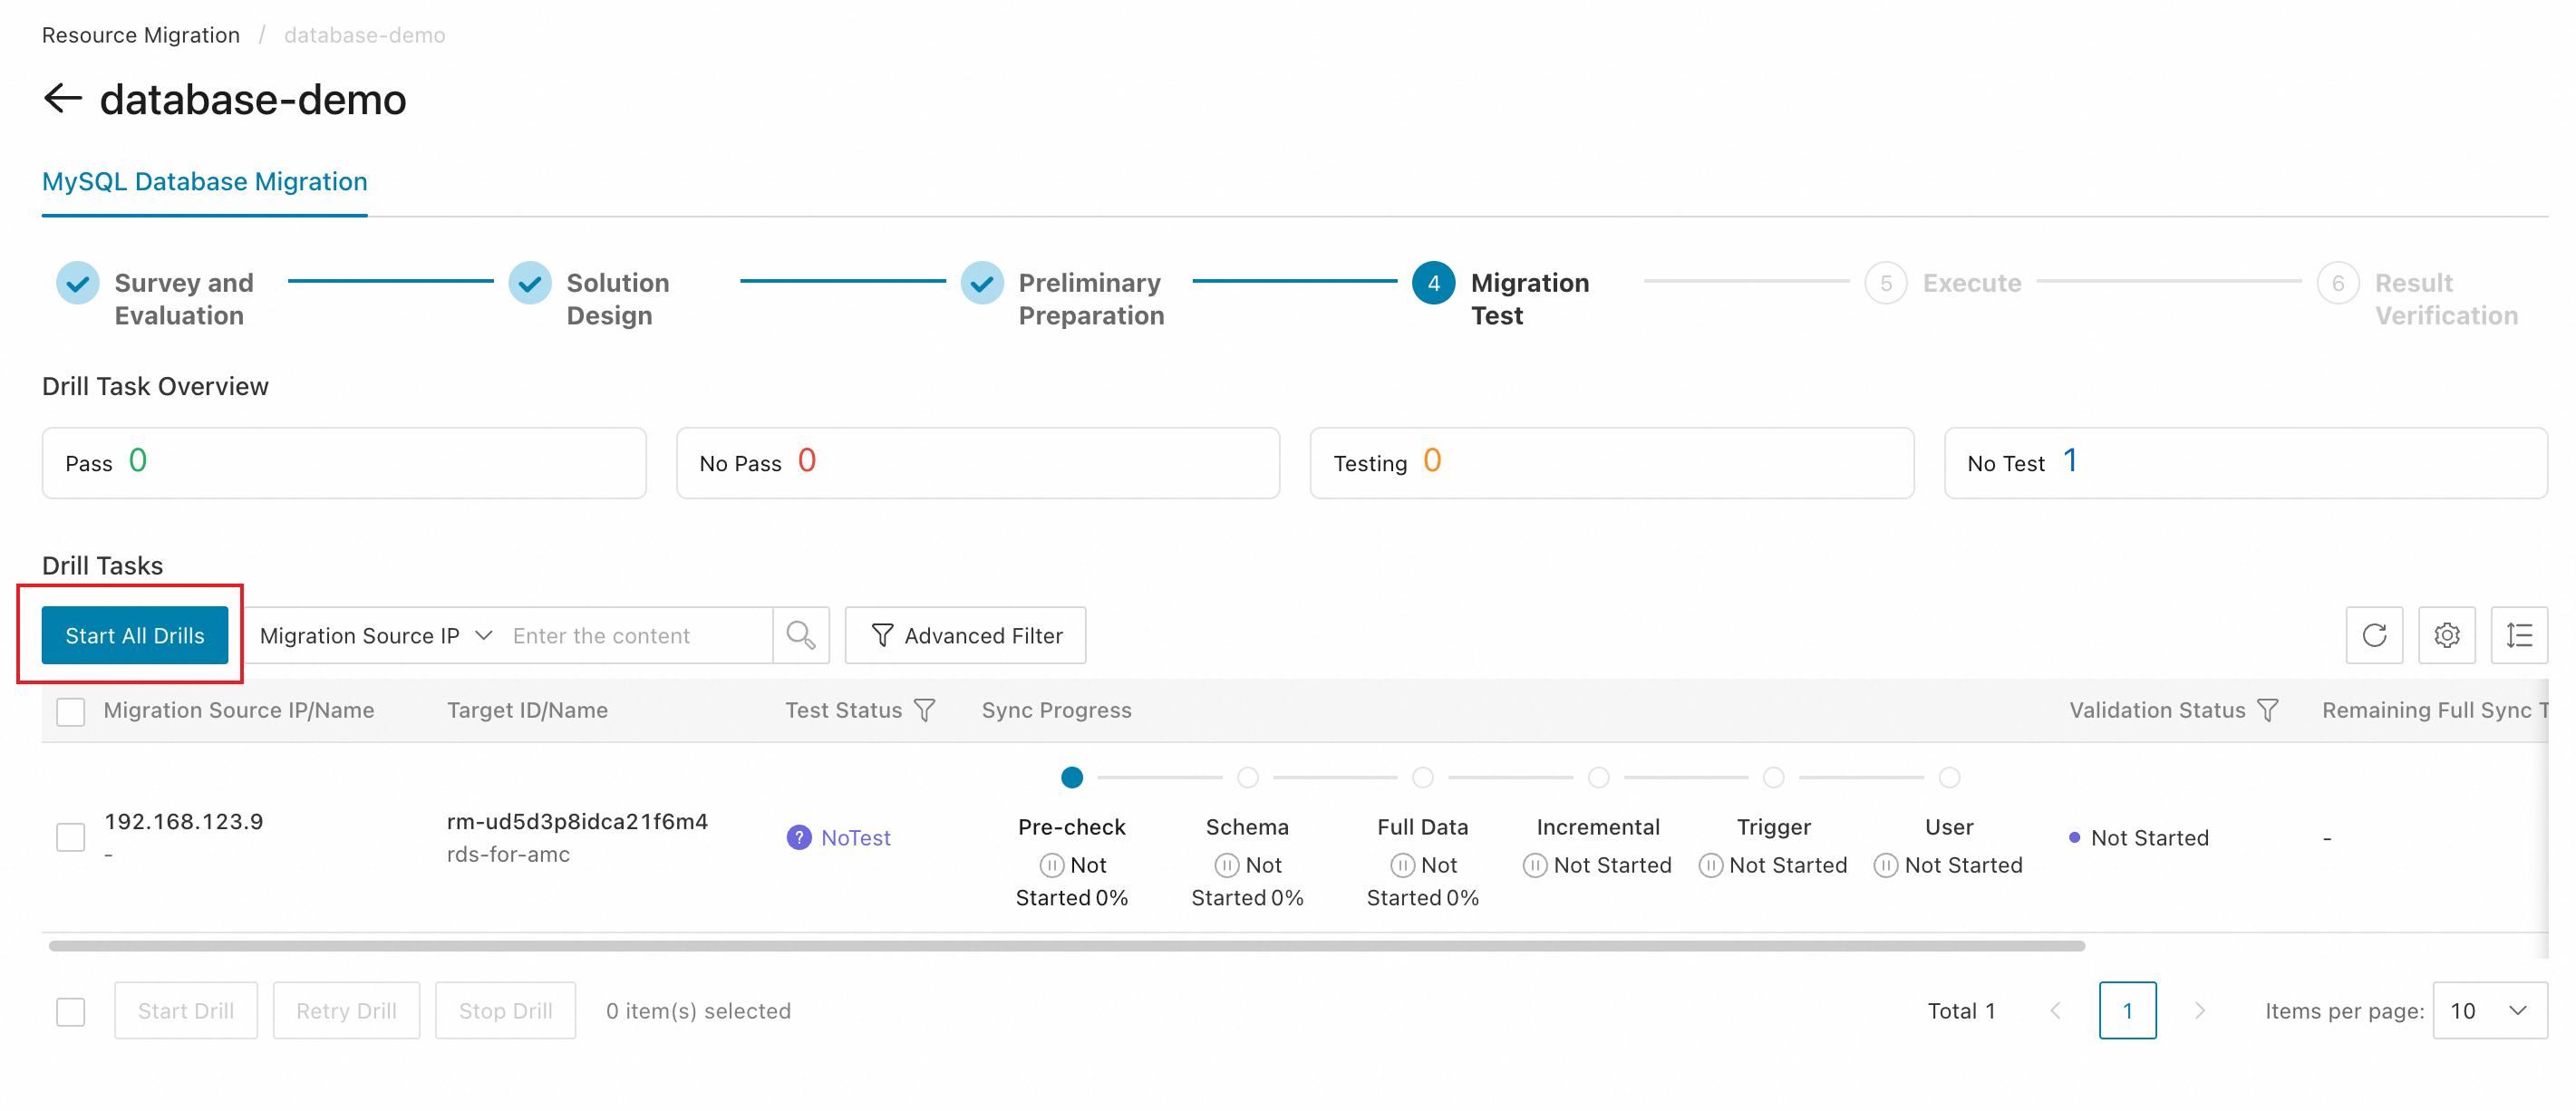 Resource Migration / database-demo
database-demo
MySQL Database Migration
Survey and
Evaluation
Solution
Design
Preliminary
Preparation
4
Migration
Test
5
Execute
6
Result
Verification
Drill Task Overview
Pass 0
No Pass 0
Testing 0
No Test 1
Drill Tasks
Start All Drills
Migration Source IP
Enter the content
Advanced Filter
Migration Source IP/Name
Target ID/Name
Test Status
Sync Progress
Validation Status
Remaining Full Sync T
192.168.123.9
-
rm-ud5d3p8idca21f6m4
rds-for-amc
? NoTest
Pre-check
Not
Started 0%
Schema
Not
Started 0%
Full Data
Not
Started 0%
Incremental
Not Started
Trigger
Not Started
User
Not Started
Not Started
-
Start Drill
Retry Drill
Stop Drill
0 item(s) selected
Total 1
1
Items per page: 10